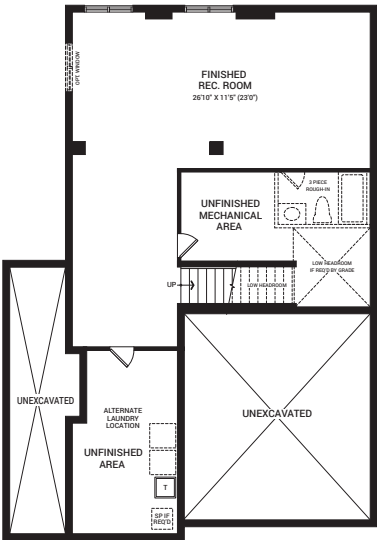 OPT. WINDOW
FINISHED
REC. ROOM
26'10" X 11'5" (23'0")
3 PIECE
ROUGH-IN
UNFINISHED
MECHANICAL
AREA
LOW HEADROOM
IF REQ'D BY GRADE
UP
LOW HEADROOM
UNEXCAVATED
ALTERNATE
LAUNDRY
LOCATION
UNFINISHED
AREA
T
SP IF
REQ'D
UNEXCAVATED